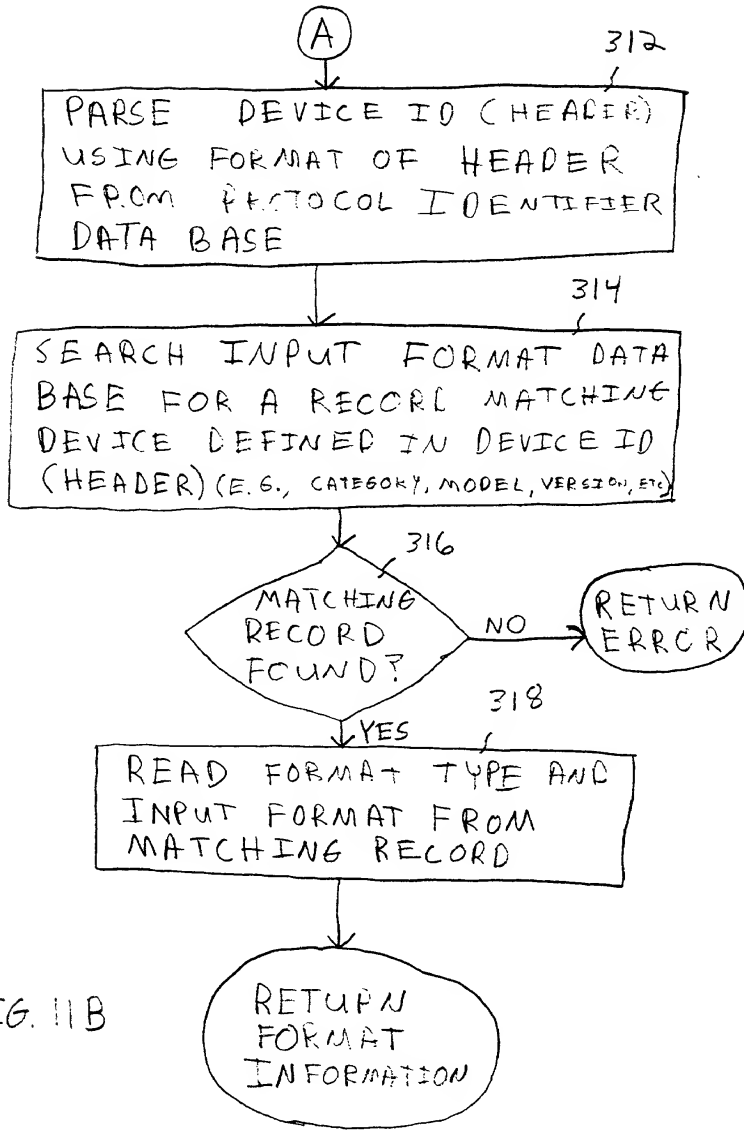 A
312
PARSE DEVICE ID (HEADER)
USING FORMAT OF HEADER
FROM PROTOCOL IDENTIFIER
DATA BASE
314
SEARCH INPUT FORMAT DATA
BASE FOR A RECORD MATCHING
DEVICE DEFINED IN DEVICE ID
(HEADER) (E.G., CATEGORY, MODEL, VERSION, ETC)
316
MATCHING
RECORD
FOUND?
NO
RETURN
ERROR
318
YES
READ FORMAT TYPE AND
INPUT FORMAT FROM
MATCHING RECORD
IG. 11B
RETURN
FORMAT
INFORMATION